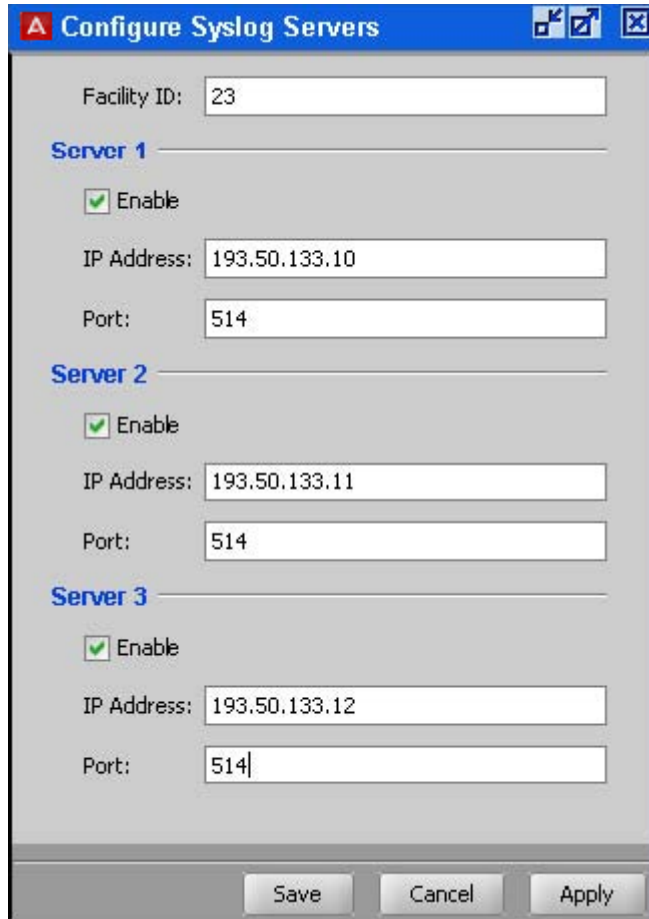 A Configure Syslog Servers
Facility ID: 23
Server 1
Enable
IP Address: 193.50.133.10
Port: 514
Server 2
Enable
IP Address: 193.50.133.11
Port: 514
Server 3
Enable
IP Address: 193.50.133.12
Port: 514
Save Cancel Apply